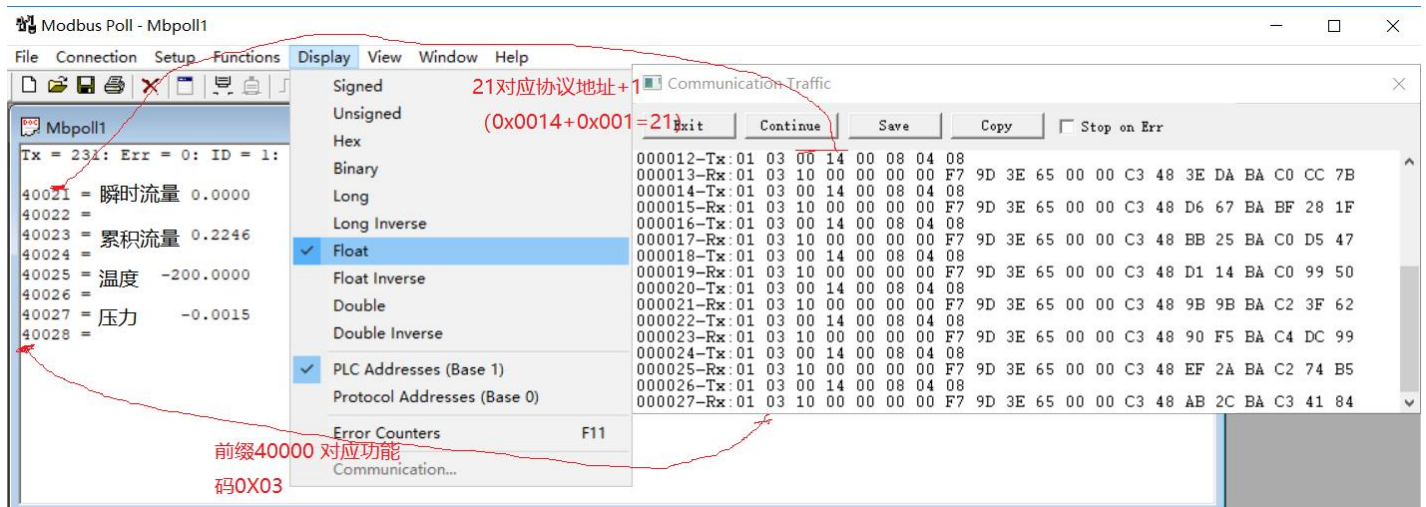 Modbus Poll - Mbpoll1
File Connection Setup Functions Display View Window Help
Mbpoll1
Tx = 231: Err = 0: ID = 1:
40021 = 瞬时流量 0.0000
40022 =
40023 = 累积流量 0.2246
40024 =
40025 = 温度 -200.0000
40026 =
40027 = 压力 -0.0015
40028 =
Signed
Unsigned
Hex
Binary
Long
Long Inverse
Float
Float Inverse
Double
Double Inverse
PLC Addresses (Base 1)
Protocol Addresses (Base 0)
Error Counters F11
Communication...
21对应协议地址+1
(0x0014+0x001=21)
前缀40000 对应功能
码0X03
Communication Traffic
Exit Continue Save Copy Stop on Err
000012-Tx:01 03 00 14 00 08 04 08
000013-Rx:01 03 10 00 00 00 00 F7 9D 3E 65 00 00 C3 48 3E DA BA C0 CC 7B
000014-Tx:01 03 00 14 00 08 04 08
000015-Rx:01 03 10 00 00 00 00 F7 9D 3E 65 00 00 C3 48 D6 67 BA BF 28 1F
000016-Tx:01 03 00 14 00 08 04 08
000017-Rx:01 03 10 00 00 00 00 F7 9D 3E 65 00 00 C3 48 BB 25 BA C0 D5 47
000018-Tx:01 03 00 14 00 08 04 08
000019-Rx:01 03 10 00 00 00 00 F7 9D 3E 65 00 00 C3 48 D1 14 BA C0 99 50
000020-Tx:01 03 00 14 00 08 04 08
000021-Rx:01 03 10 00 00 00 00 F7 9D 3E 65 00 00 C3 48 9B 9B BA C2 3F 62
000022-Tx:01 03 00 14 00 08 04 08
000023-Rx:01 03 10 00 00 00 00 F7 9D 3E 65 00 00 C3 48 90 F5 BA C4 DC 99
000024-Tx:01 03 00 14 00 08 04 08
000025-Rx:01 03 10 00 00 00 00 F7 9D 3E 65 00 00 C3 48 EF 2A BA C2 74 B5
000026-Tx:01 03 00 14 00 08 04 08
000027-Rx:01 03 10 00 00 00 00 F7 9D 3E 65 00 00 C3 48 AB 2C BA C3 41 84